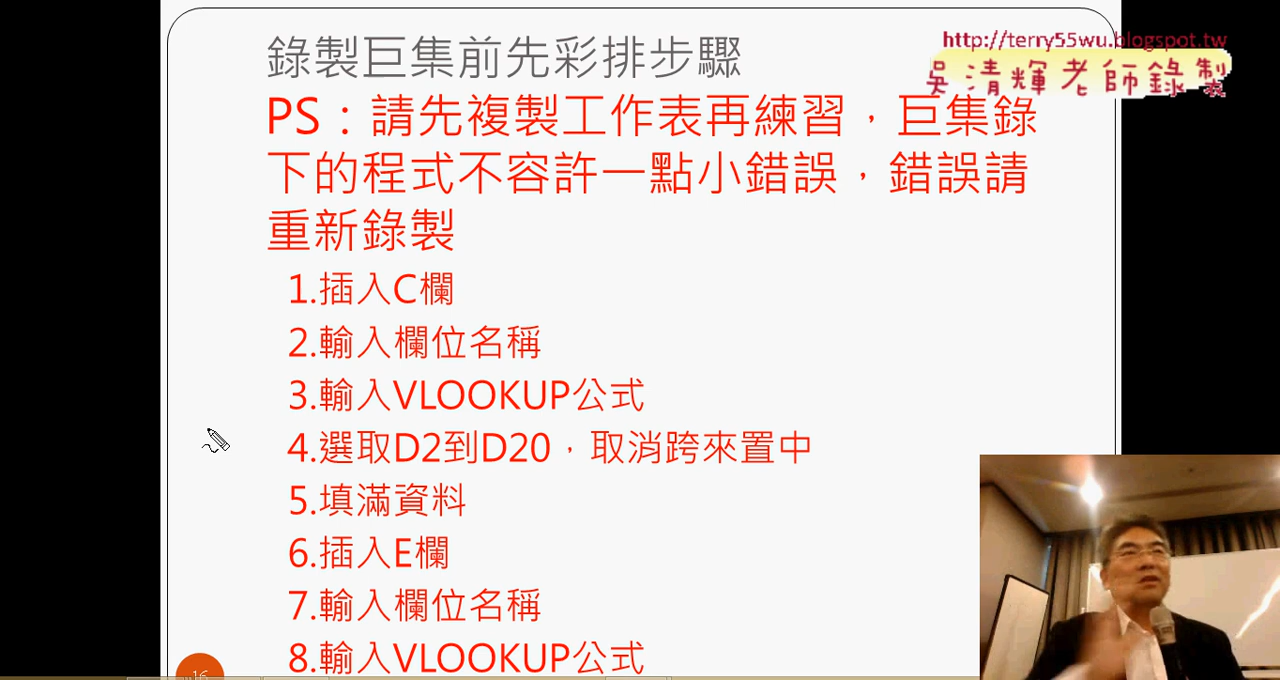 錄製巨集前先彩排步驟
http://terry55wu.blogspot.tw
吳清輝老師錄製
PS：請先複製工作表再練習，巨集錄
下的程式不容許一點小錯誤，錯誤請
重新錄製
1.插入C欄
2.輸入欄位名稱
3.輸入VLOOKUP公式
4.選取D2到D20，取消跨來置中
5.填滿資料
6.插入E欄
7.輸入欄位名稱
8.輸入VLOOKUP公式
16